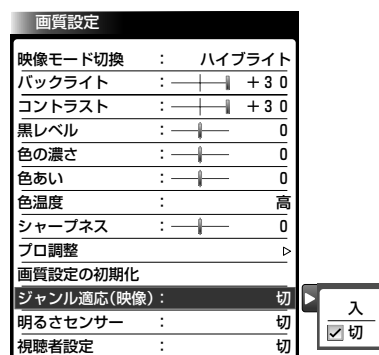 画質設定
映像モード切換 : ハイブライト
バックライト : +30
コントラスト : +30
黒レベル : 0
色の濃さ : 0
色あい : 0
色温度 : 高
シャープネス : 0
プロ調整
画質設定の初期化
ジャンル適応(映像) : 切
入
切
明るさセンサー : 切
視聴者設定 : 切